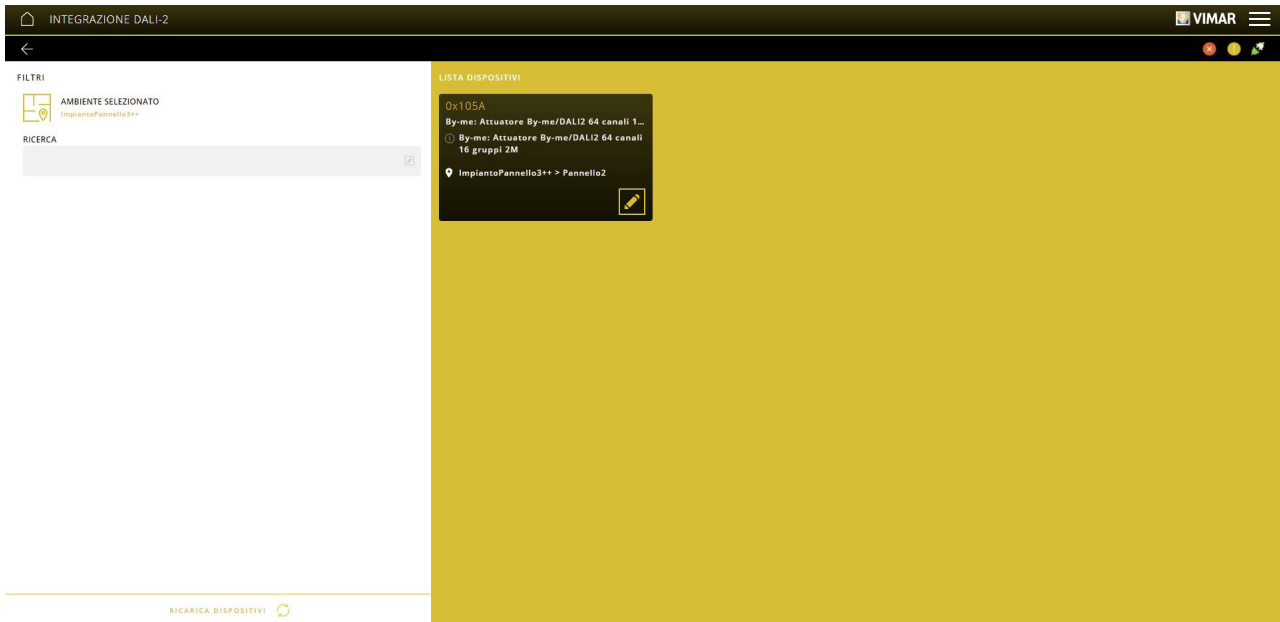 INTEGRAZIONE DALI-2
VIMAR
FILTRI
AMBIENTE SELEZIONATO
ImpiantoPannello3++
RICERCA
RICARICA DISPOSITIVI
LISTA DISPOSITIVI
0x105A
By-me: Attuatore By-me/DALI2 64 canali 1...
By-me: Attuatore By-me/DALI2 64 canali
16 gruppi 2M
ImpiantoPannello3++ > Pannello2